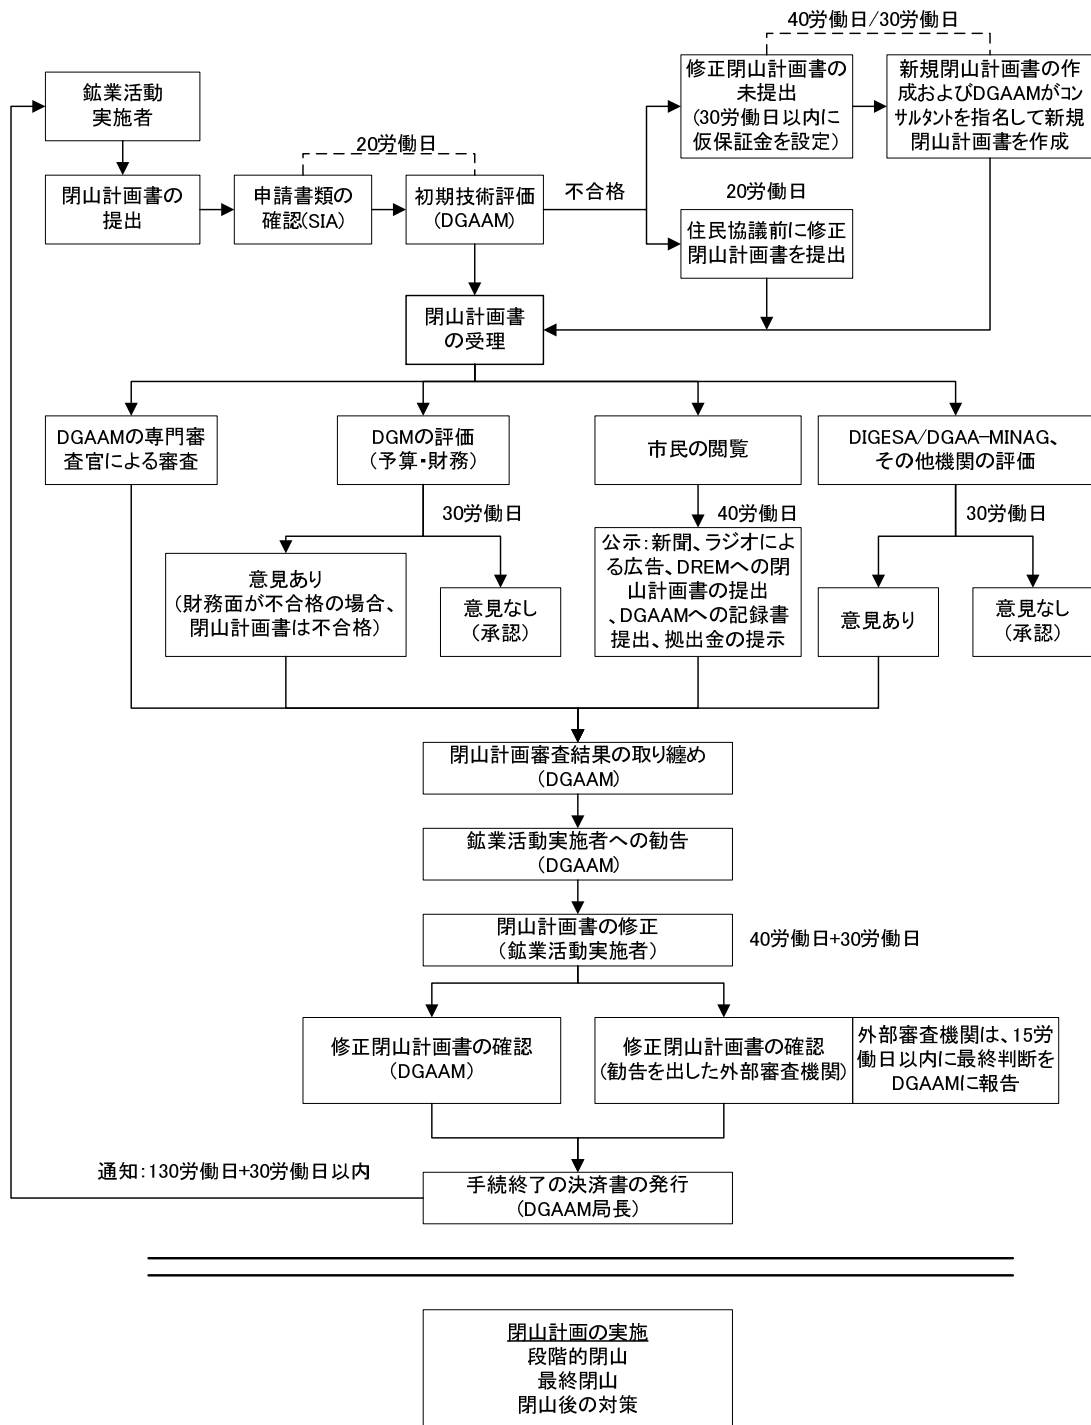 40労働日/30労働日
鉱業活動
実施者
修正閉山計画書の
未提出
(30労働日以内に
仮保証金を設定)
新規閉山計画書の作
成およびDGAAMがコン
サルタントを指名して新規
閉山計画書を作成
20労働日
閉山計画書の
提出
申請書類の
確認(SIA)
初期技術評価
(DGAAM)
不合格
20労働日
住民協議前に修正
閉山計画書を提出
閉山計画書
の受理
DGAAMの専門審
査官による審査
DGMの評価
(予算・財務)
市民の閲覧
DIGESA/DGAA-MINAG、
その他機関の評価
30労働日
40労働日
30労働日
意見あり
(財務面が不合格の場合、
閉山計画書は不合格)
意見なし
(承認)
公示:新聞、ラジオによ
る広告、DREMへの閉
山計画書の提出
、DGAAMへの記録書
提出、拠出金の提示
意見あり
意見なし
(承認)
閉山計画審査結果の取り纏め
(DGAAM)
鉱業活動実施者への勧告
(DGAAM)
閉山計画書の修正
(鉱業活動実施者)
40労働日+30労働日
修正閉山計画書の確認
(DGAAM)
修正閉山計画書の確認
(勧告を出した外部審査機関)
外部審査機関は、15労
働日以内に最終判断を
DGAAMに報告
通知:130労働日+30労働日以内
手続終了の決済書の発行
(DGAAM局長)
閉山計画の実施
段階的閉山
最終閉山
閉山後の対策